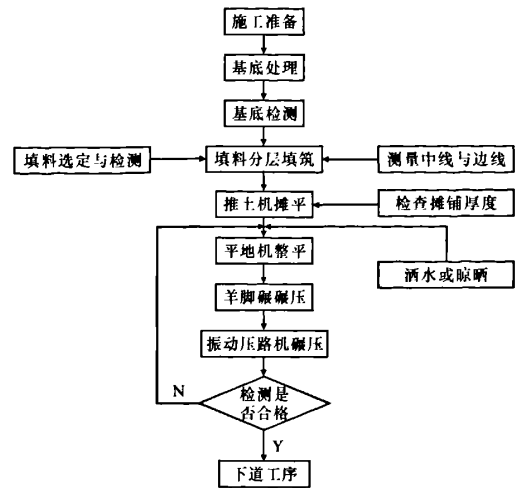 施工准备
基底处理
基底检测
填料选定与检测
填料分层填筑
测量中线与边线
推土机摊平
检查摊铺厚度
平地机整平
洒水或晾晒
羊脚碾碾压
振动压路机碾压
N
检测是
否合格
Y
下道工序